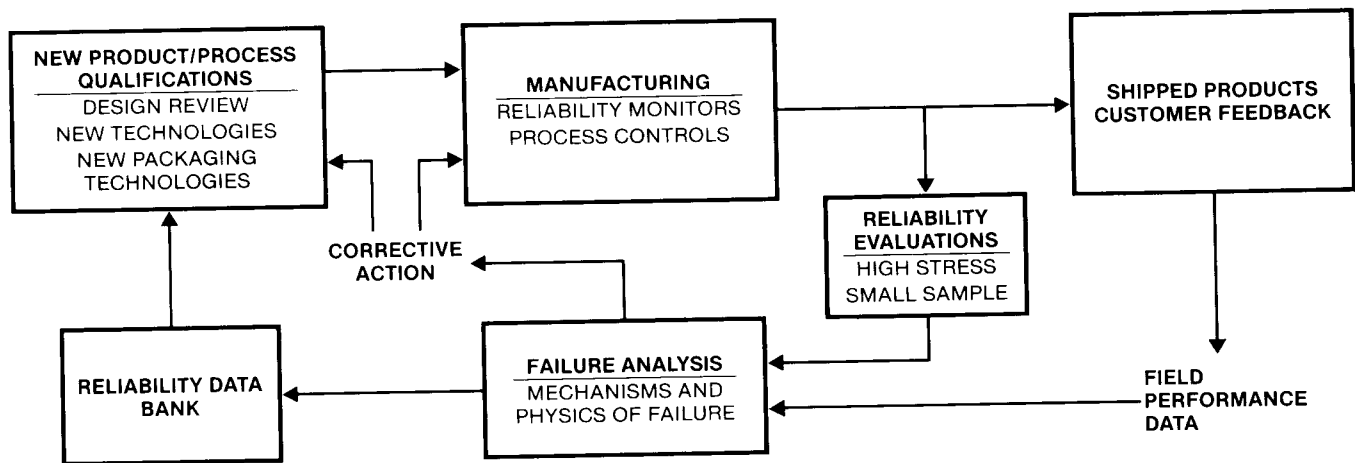 NEW PRODUCT/PROCESS
QUALIFICATIONS
DESIGN REVIEW
NEW TECHNOLOGIES
NEW PACKAGING
TECHNOLOGIES
MANUFACTURING
RELIABILITY MONITORS
PROCESS CONTROLS
SHIPPED PRODUCTS
CUSTOMER FEEDBACK
RELIABILITY
EVALUATIONS
HIGH STRESS
SMALL SAMPLE
CORRECTIVE
ACTION
RELIABILITY DATA
BANK
FAILURE ANALYSIS
MECHANISMS AND
PHYSICS OF FAILURE
FIELD
PERFORMANCE
DATA